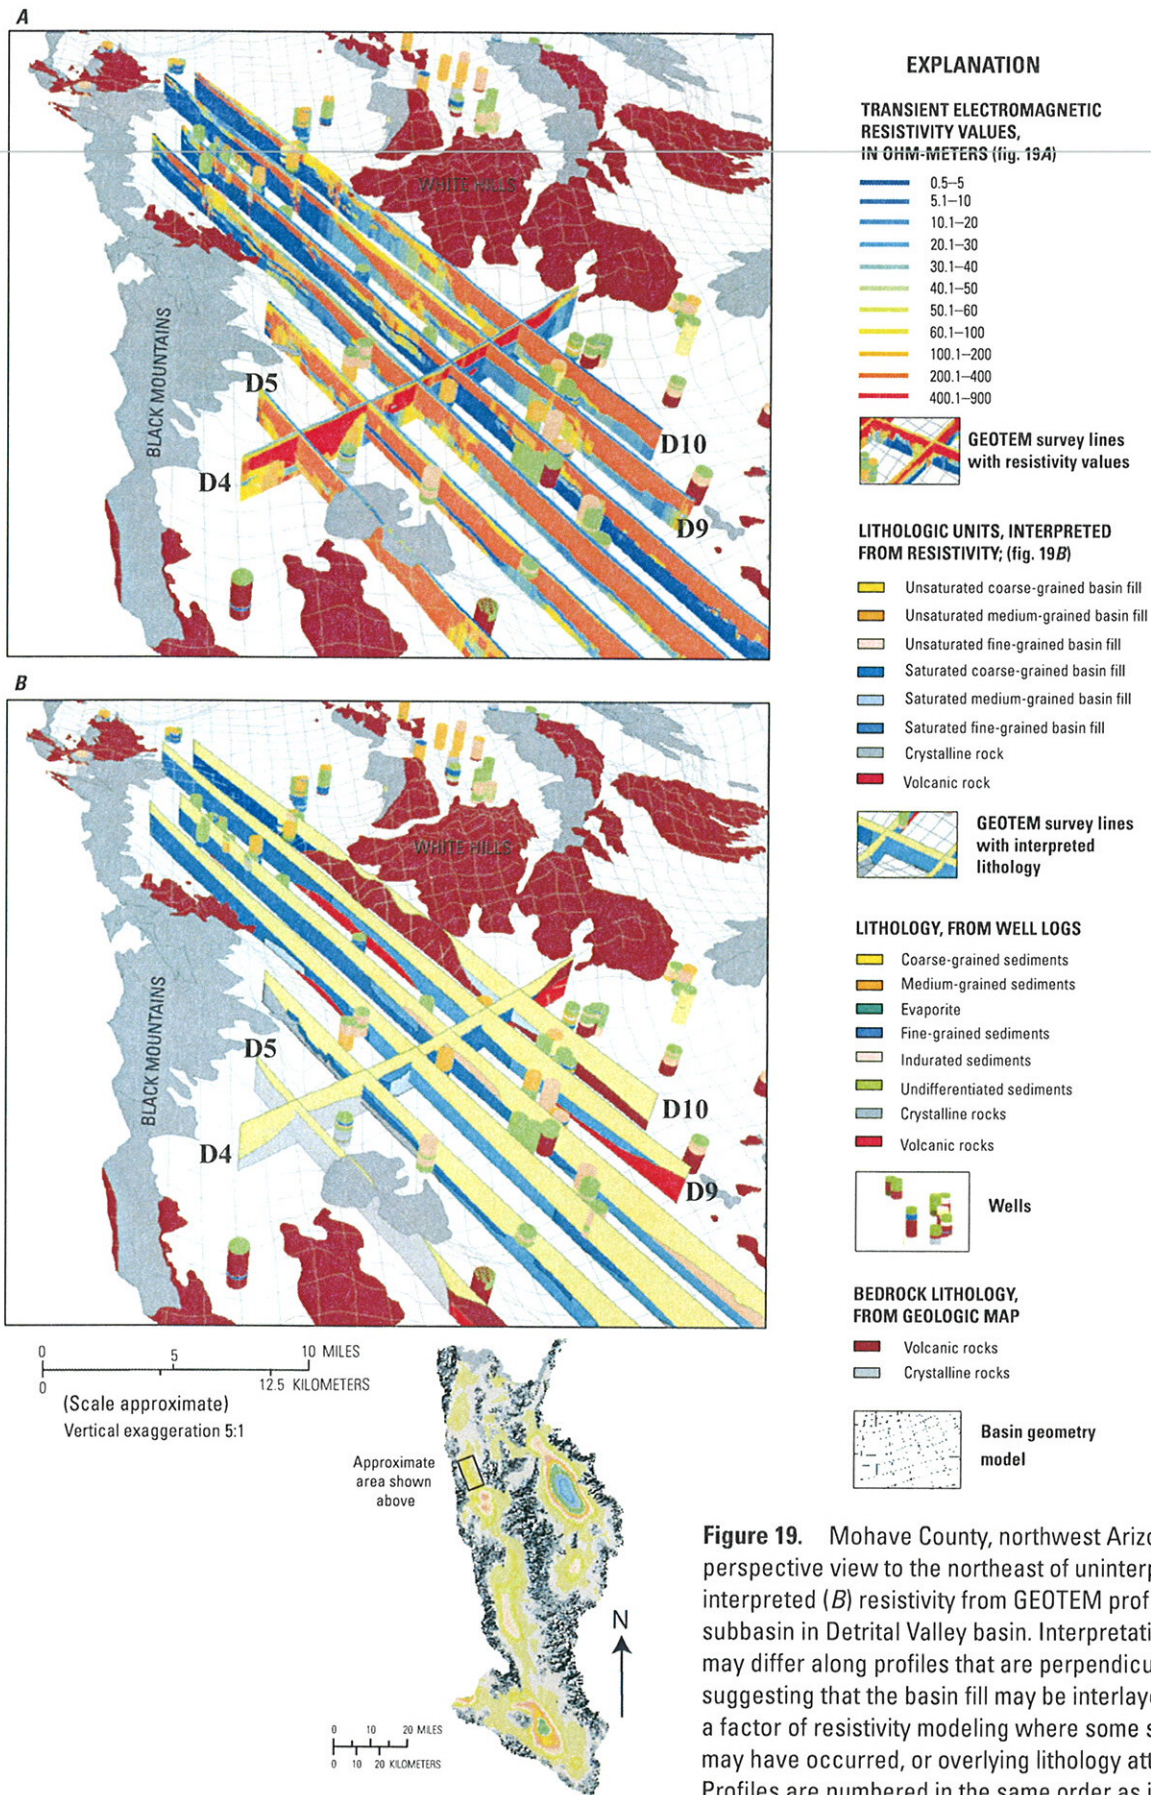 A
WHITE HILLS
BLACK MOUNTAINS
D5
D4
D10
D9
EXPLANATION
TRANSIENT ELECTROMAGNETIC
RESISTIVITY VALUES,
IN OHM-METERS (fig. 19A)
0.5–5
5.1–10
10.1–20
20.1–30
30.1–40
40.1–50
50.1–60
60.1–100
100.1–200
200.1–400
400.1–900
GEOTEM survey lines
with resistivity values
LITHOLOGIC UNITS, INTERPRETED
FROM RESISTIVITY; (fig. 19B)
Unsaturated coarse-grained basin fill
Unsaturated medium-grained basin fill
Unsaturated fine-grained basin fill
Saturated coarse-grained basin fill
Saturated medium-grained basin fill
Saturated fine-grained basin fill
Crystalline rock
Volcanic rock
GEOTEM survey lines
with interpreted
lithology
LITHOLOGY, FROM WELL LOGS
Coarse-grained sediments
Medium-grained sediments
Evaporite
Fine-grained sediments
Indurated sediments
Undifferentiated sediments
Crystalline rocks
Volcanic rocks
Wells
BEDROCK LITHOLOGY,
FROM GEOLOGIC MAP
Volcanic rocks
Crystalline rocks
Basin geometry
model
B
WHITE HILLS
BLACK MOUNTAINS
D5
D4
D10
D9
0 5 10 MILES
0 12.5 KILOMETERS
(Scale approximate)
Vertical exaggeration 5:1
Approximate
area shown
above
N
0 10 20 MILES
0 10 20 KILOMETERS
Figure 19. Mohave County, northwest Arizo
perspective view to the northeast of uninterp
interpreted (B) resistivity from GEOTEM prof
subbasin in Detrital Valley basin. Interpretati
may differ along profiles that are perpendicu
suggesting that the basin fill may be interlaye
a factor of resistivity modeling where some s
may have occurred, or overlying lithology att
Profiles are numbered in the same order as i